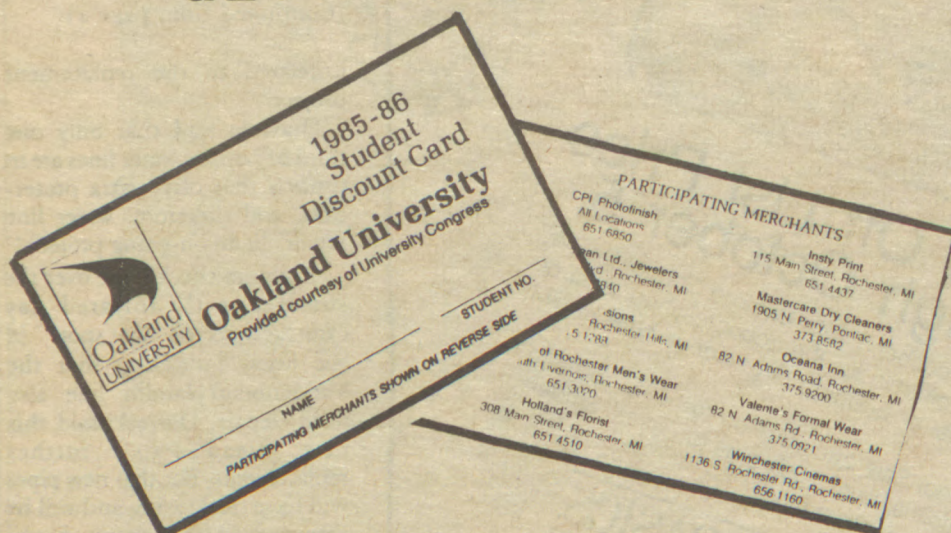 1985-86
Student
Discount Card
Oakland University
Provided courtesy of University Congress
Oakland
UNIVERSITY
NAME
STUDENT NO.
PARTICIPATING MERCHANTS SHOWN ON REVERSE SIDE
PARTICIPATING MERCHANTS
CPI Photofinish
All Locations
651 6850
Ltd., Jewelers
Rochester, MI
Rochester Hills, MI
of Rochester Men's Wear
Livernois, Rochester, MI
651 3020
Holland's Florist
308 Main Street, Rochester, MI
651 4510
Insty Print
115 Main Street, Rochester, MI
651 4437
Mastercare Dry Cleaners
1905 N. Perry, Pontiac, MI
373 8582
Oceana Inn
82 N. Adams Road, Rochester, MI
375-9200
Valente's Formal Wear
82 N. Adams Rd., Rochester, MI
375 0921
Winchester Cinemas
1136 S. Rochester Rd., Rochester, MI
656 1160